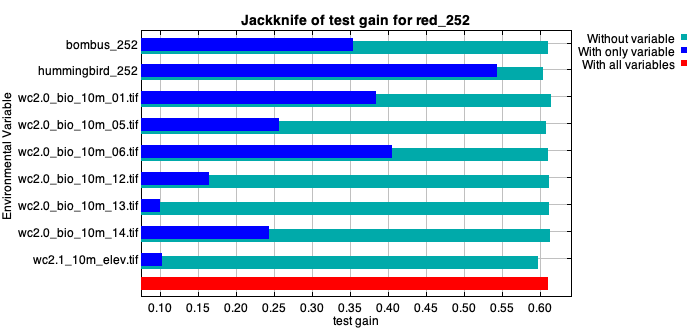 Jackknife of test gain for red_252
Without variable
With only variable
With all variables
Environmental Variable
bombus_252
hummingbird_252
wc2.0_bio_10m_01.tif
wc2.0_bio_10m_05.tif
wc2.0_bio_10m_06.tif
wc2.0_bio_10m_12.tif
wc2.0_bio_10m_13.tif
wc2.0_bio_10m_14.tif
wc2.1_10m_elev.tif
0.10 0.15 0.20 0.25 0.30 0.35 0.40 0.45 0.50 0.55 0.60
test gain